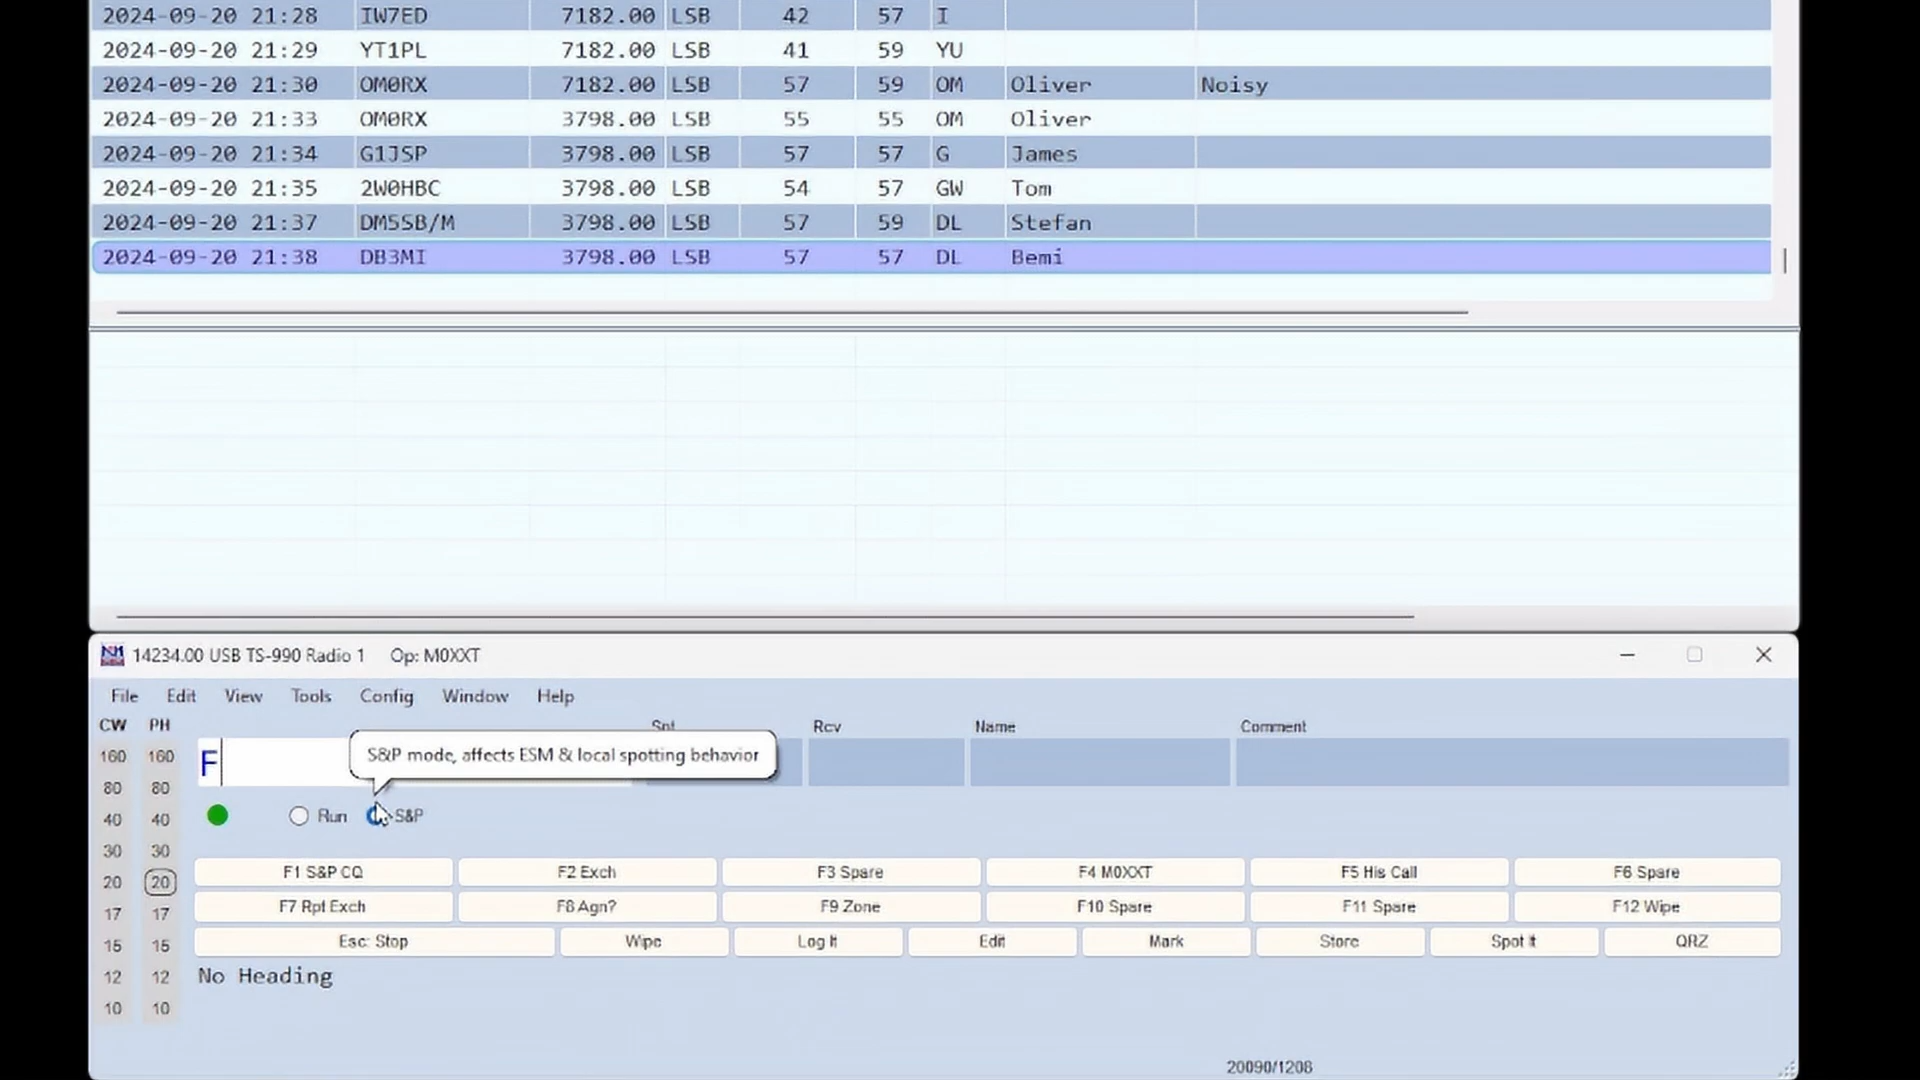 2024-09-20 21:28 IW7ED 7182.00 LSB 42 57 I
2024-09-20 21:29 YT1PL 7182.00 LSB 41 59 YU
2024-09-20 21:30 OM0RX 7182.00 LSB 57 59 OM Oliver Noisy
2024-09-20 21:33 OM0RX 3798.00 LSB 55 55 OM Oliver
2024-09-20 21:34 G1JSP 3798.00 LSB 57 57 G James
2024-09-20 21:35 2W0HBC 3798.00 LSB 54 57 GW Tom
2024-09-20 21:37 DM5SB/M 3798.00 LSB 57 59 DL Stefan
2024-09-20 21:38 DB3MI 3798.00 LSB 57 57 DL Bemi
14234.00 USB TS-990 Radio 1 Op: M0XXT
File Edit View Tools Config Window Help
CW PH Snt Rcv Name Comment
160 160 F S&P mode, affects ESM & local spotting behavior
80 80
40 40 Run S&P
30 30
20 20 F1 S&P CQ F2 Exch F3 Spare F4 M0XXT F5 His Call F6 Spare
17 17 F7 Rpt Exch F8 Agn? F9 Zone F10 Spare F11 Spare F12 Wipe
15 15 Esc: Stop Wipe Log It Edit Mark Store Spot It QRZ
12 12 No Heading
10 10
20090/1208